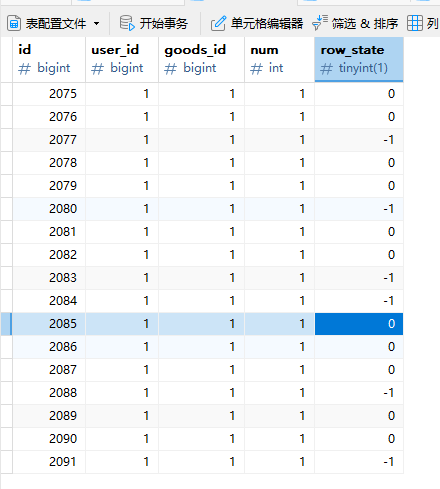 表配置文件 开始事务 单元格编辑器 筛选 & 排序 列
id user_id goods_id num row_state
# bigint # bigint # bigint # int # tinyint(1)
2075 1 1 1 0
2076 1 1 1 0
2077 1 1 1 -1
2078 1 1 1 0
2079 1 1 1 0
2080 1 1 1 -1
2081 1 1 1 0
2082 1 1 1 0
2083 1 1 1 -1
2084 1 1 1 -1
2085 1 1 1 0
2086 1 1 1 0
2087 1 1 1 0
2088 1 1 1 -1
2089 1 1 1 0
2090 1 1 1 0
2091 1 1 1 -1